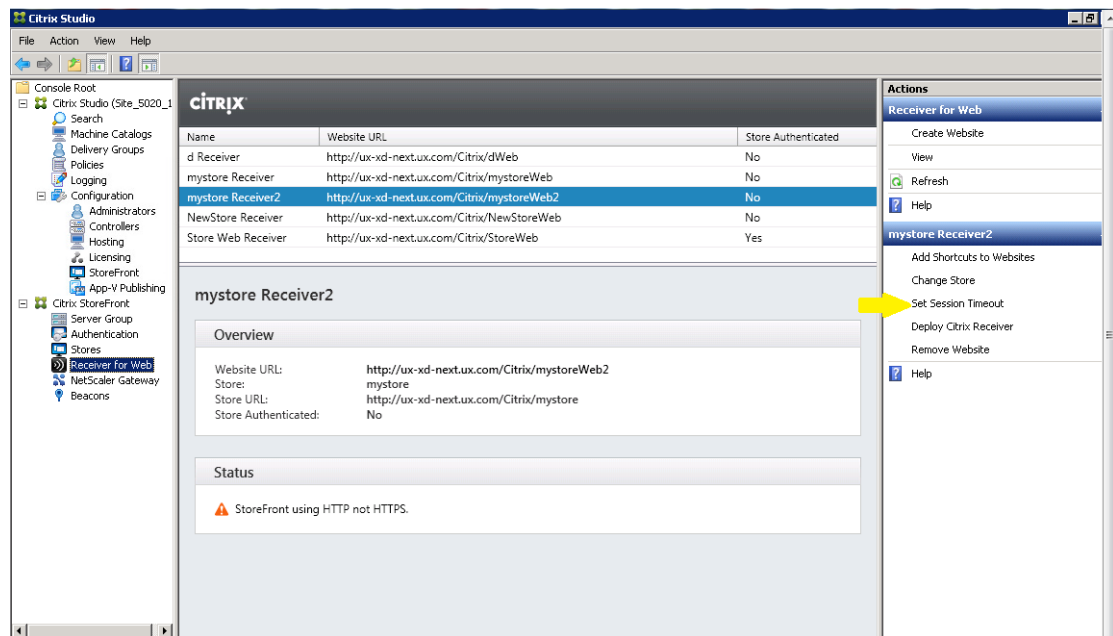 Citrix Studio
File Action View Help
Console Root
Citrix Studio (Site_5020_1
Search
Machine Catalogs
Delivery Groups
Policies
Logging
Configuration
Administrators
Controllers
Hosting
Licensing
StoreFront
App-V Publishing
Citrix StoreFront
Server Group
Authentication
Stores
Receiver for Web
NetScaler Gateway
Beacons
CİTRIX
Name Website URL Store Authenticated
d Receiver http://ux-xd-next.ux.com/Citrix/dWeb No
mystore Receiver http://ux-xd-next.ux.com/Citrix/mystoreWeb No
mystore Receiver2 http://ux-xd-next.ux.com/Citrix/mystoreWeb2 No
NewStore Receiver http://ux-xd-next.ux.com/Citrix/NewStoreWeb No
Store Web Receiver http://ux-xd-next.ux.com/Citrix/StoreWeb Yes
mystore Receiver2
Overview
Website URL: http://ux-xd-next.ux.com/Citrix/mystoreWeb2
Store: mystore
Store URL: http://ux-xd-next.ux.com/Citrix/mystore
Store Authenticated: No
Status
StoreFront using HTTP not HTTPS.
Actions
Receiver for Web
Create Website
View
Refresh
Help
mystore Receiver2
Add Shortcuts to Websites
Change Store
Set Session Timeout
Deploy Citrix Receiver
Remove Website
Help